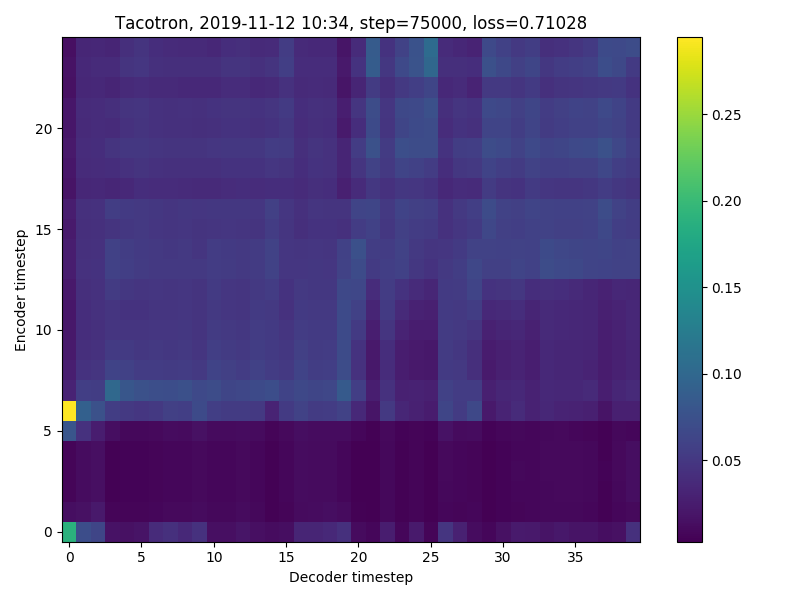 Tacotron, 2019-11-12 10:34, step=75000, loss=0.71028
Encoder timestep
20
15
10
5
0
0 5 10 15 20 25 30 35
Decoder timestep
0.25
0.20
0.15
0.10
0.05